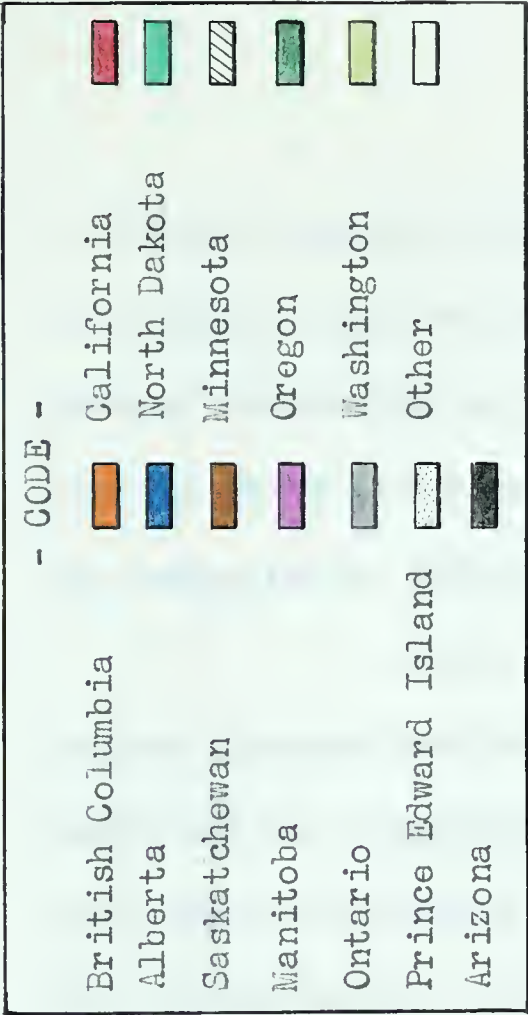 - CODE -
British Columbia California
Alberta North Dakota
Saskatchewan Minnesota
Manitoba Oregon
Ontario Washington
Prince Edward Island Other
Arizona